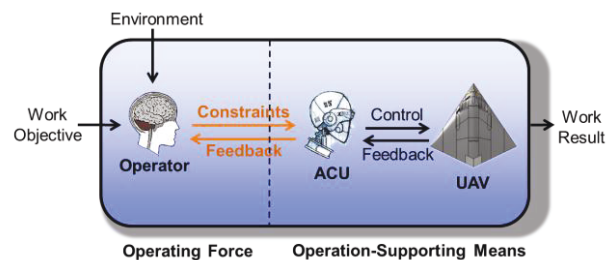 Environment
Work
Objective
Constraints
Feedback
Operator
ACU
Control
Feedback
UAV
Work
Result
Operating Force
Operation-Supporting Means